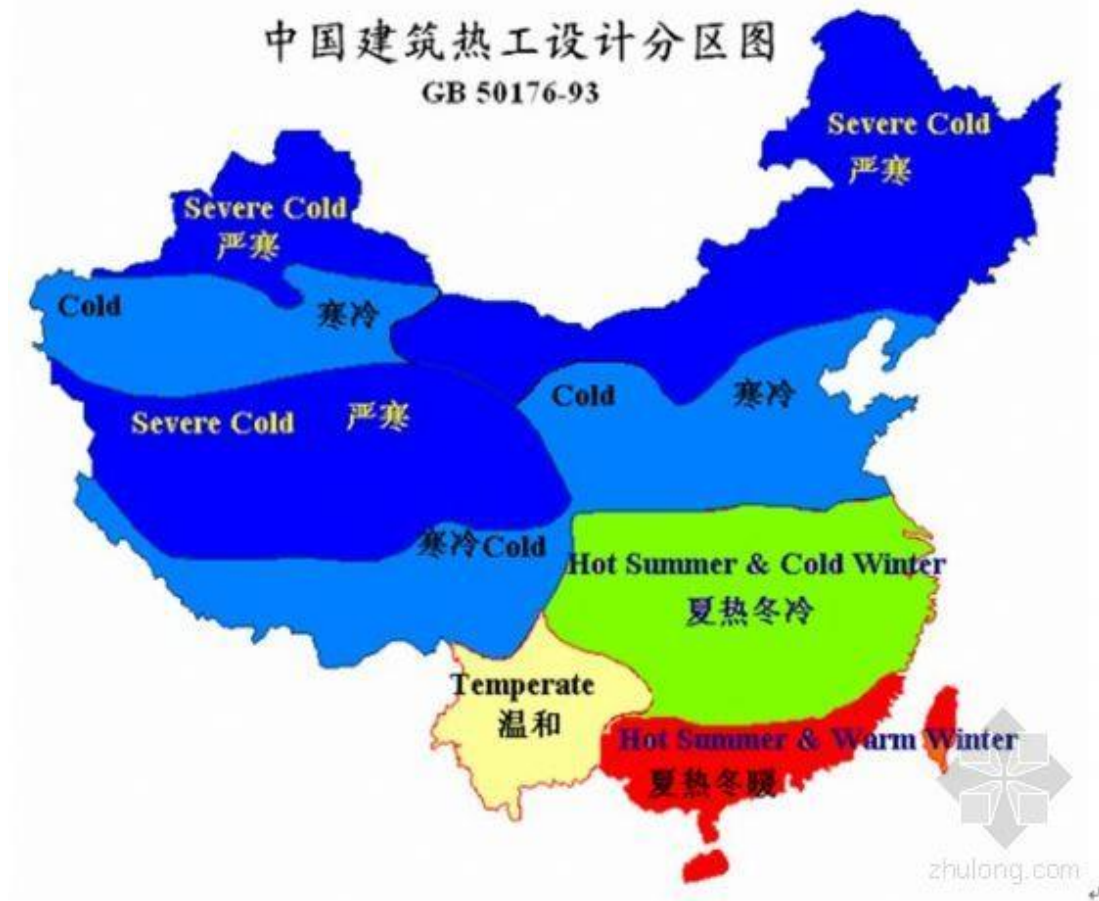 中国建筑热工设计分区图
GB 50176-93
Severe Cold
严寒
Severe Cold
严寒
Cold
寒冷
Cold
寒冷
Severe Cold
严寒
寒冷Cold
Hot Summer & Cold Winter
夏热冬冷
Temperate
温和
Hot Summer & Warm Winter
夏热冬暖
zhulong.com